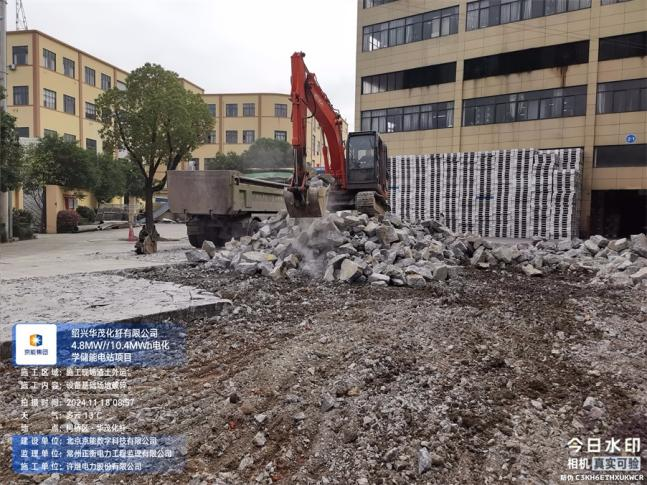 京能集团
绍兴华茂化纤有限公司
4.8MW//10.4MWh电化
学储能电站项目
施工区域：施工现场渣土外运
施工内容：设备基础场地破碎
拍摄时间：2024.11.18 08:57
天　　气：多云 13℃
地　　点：柯桥区·华茂化纤
建设单位：北京京能数字科技有限公司
监理单位：常州正衡电力工程监理有限公司
施工单位：许继电力股份有限公司
今日水印
相机 真实可验
防伪 C3KH6ETHXUKWCR